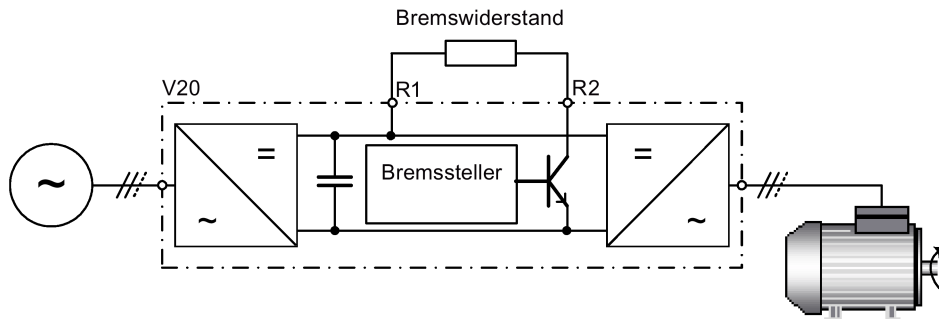 Bremswiderstand
V20
R1
R2
=
Bremssteller
=
~
~
~